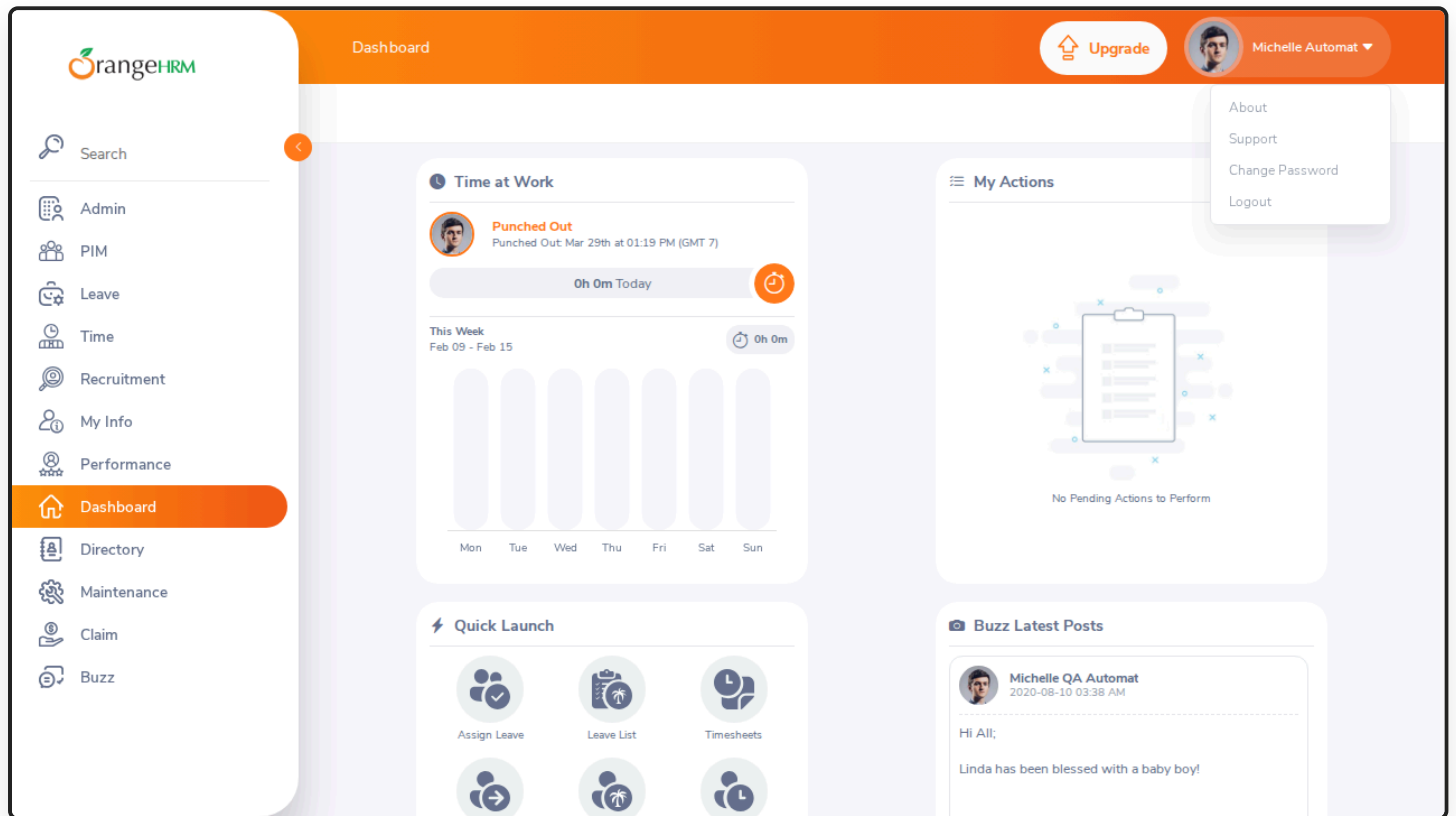 OrangeHRM
Search
Admin
PIM
Leave
Time
Recruitment
My Info
Performance
Dashboard
Directory
Maintenance
Claim
Buzz
Dashboard
Upgrade
Michelle Automat
About
Support
Change Password
Logout
Time at Work
Punched Out
Punched Out: Mar 29th at 01:19 PM (GMT 7)
0h 0m Today
This Week
Feb 09 - Feb 15
0h 0m
Mon Tue Wed Thu Fri Sat Sun
My Actions
No Pending Actions to Perform
Quick Launch
Assign Leave
Leave List
Timesheets
Buzz Latest Posts
Michelle QA Automat
2020-08-10 03:38 AM
Hi All;
Linda has been blessed with a baby boy!